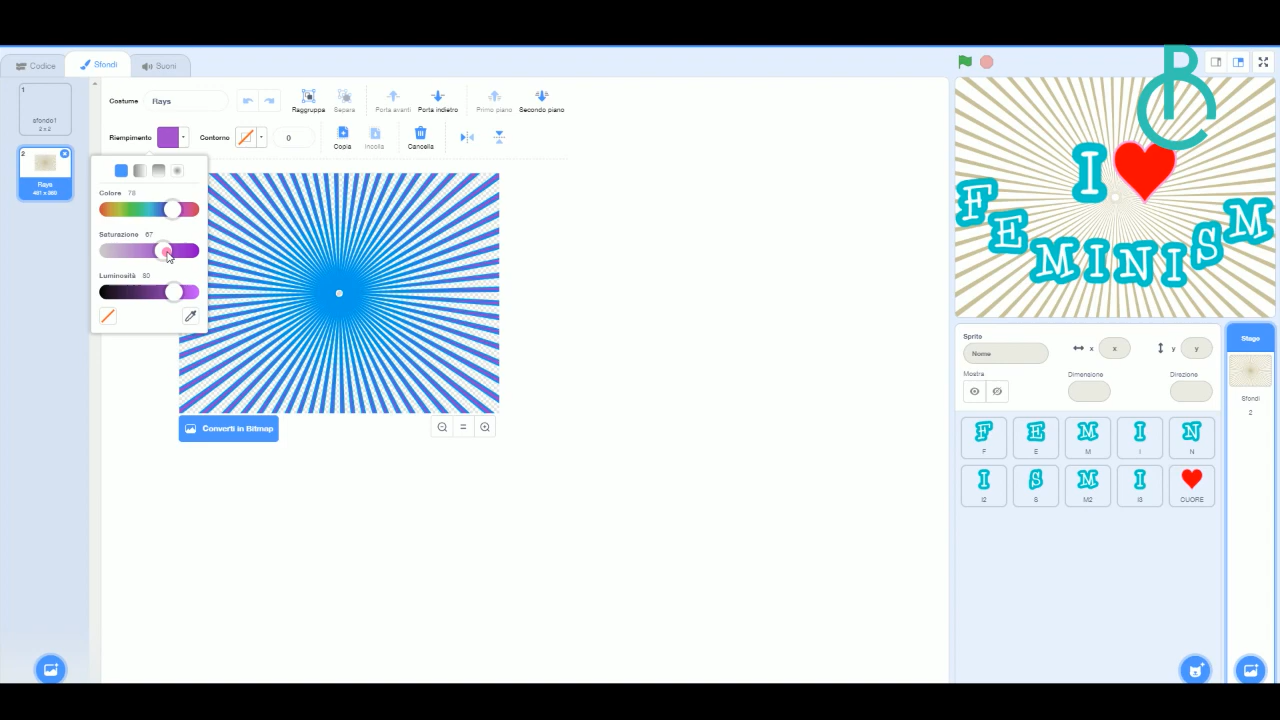 Codice
Sfondi
Suoni
1
sfondo1
2 x 2
2
Rays
Costume
Rays
Raggruppa
Separa
Porta avanti
Porta indietro
Primo piano
Secondo piano
Riempimento
Contorno
0
Copia
Incolla
Cancella
Colore 78
Saturazione 67
Luminosità 80
Converti in Bitmap
I
FEMINISM
Sprite
Nome
x
x
y
y
Mostra
Dimensione
Direzione
Stage
Sfondi
2
F
E
M
I
N
F
E
M
I
N
I
S
M
I
I2
S
M2
I3
CUORE